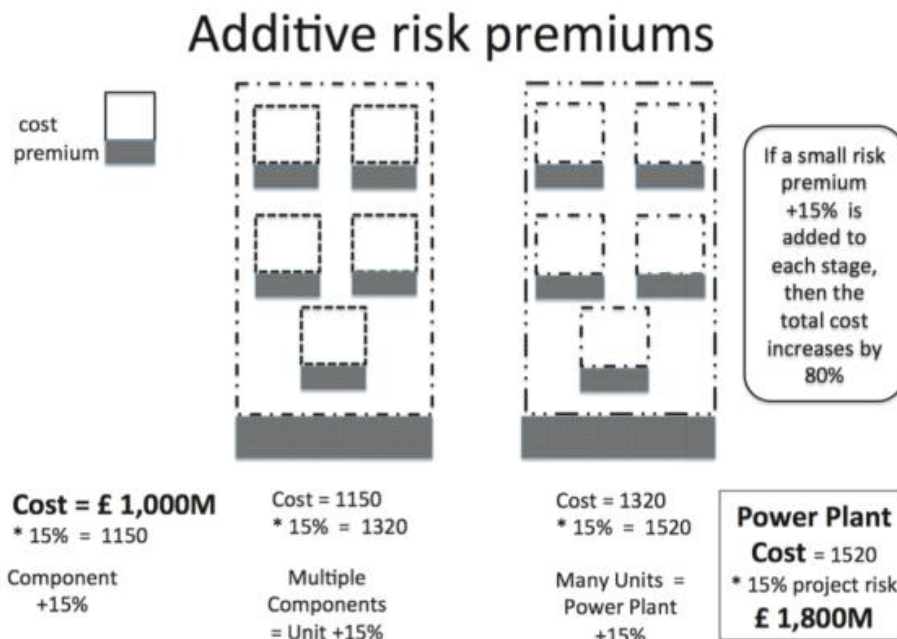 Additive risk premiums
cost
premium
If a small risk
premium
+15% is
added to
each stage,
then the
total cost
increases by
80%
Cost = £ 1,000M
* 15% = 1150
Component
+15%
Cost = 1150
* 15% = 1320
Multiple
Components
= Unit +15%
Cost = 1320
* 15% = 1520
Many Units =
Power Plant
+15%
Power Plant
Cost = 1520
* 15% project risk
£ 1,800M